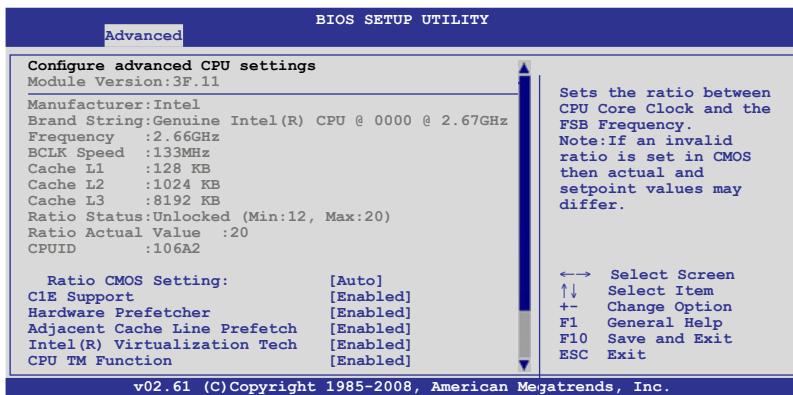 BIOS SETUP UTILITY
Advanced
Configure advanced CPU settings
Module Version:3F.11
Manufacturer:Intel
Brand String:Genuine Intel(R) CPU @ 0000 @ 2.67GHz
Frequency :2.66GHz
BCLK Speed :133MHz
Cache L1 :128 KB
Cache L2 :1024 KB
Cache L3 :8192 KB
Ratio Status:Unlocked (Min:12, Max:20)
Ratio Actual Value :20
CPUID :106A2
Ratio CMOS Setting: [Auto]
C1E Support [Enabled]
Hardware Prefetcher [Enabled]
Adjacent Cache Line Prefetch [Enabled]
Intel(R) Virtualization Tech [Enabled]
CPU TM Function [Enabled]
Sets the ratio between
CPU Core Clock and the
FSB Frequency.
Note:If an invalid
ratio is set in CMOS
then actual and
setpoint values may
differ.
←→ Select Screen
↑↓ Select Item
+- Change Option
F1 General Help
F10 Save and Exit
ESC Exit
v02.61 (C)Copyright 1985-2008, American Megatrends, Inc.